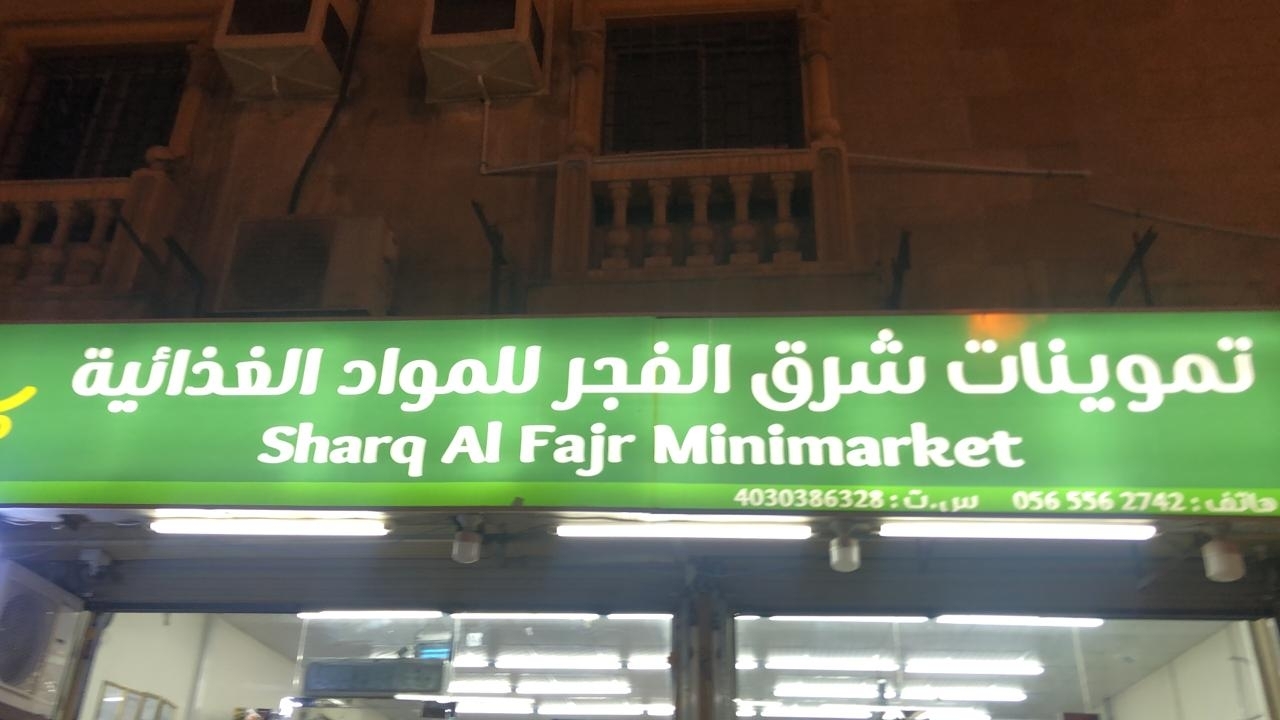 تموينات شرق الفجر للمواد الغذائية
Sharq Al Fajr Minimarket
هاتف : 056 556 2742 س.ت : 4030386328